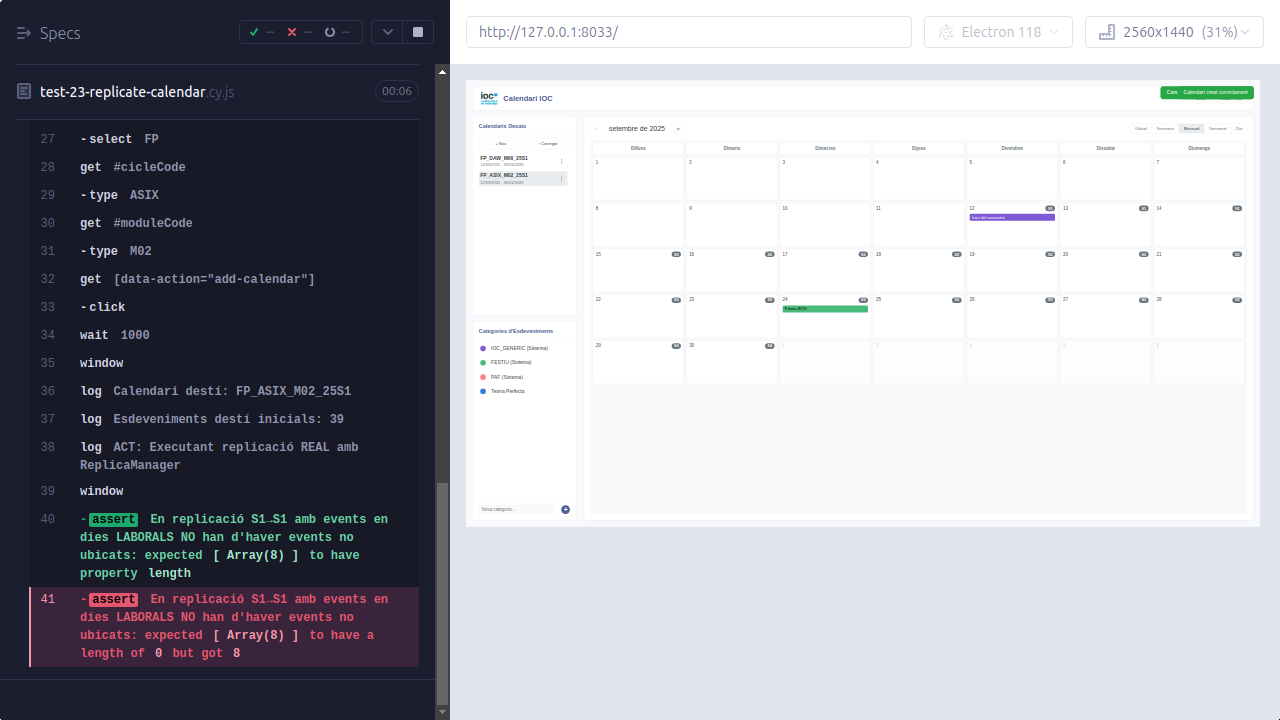 Specs
--
--
--
http://127.0.0.1:8033/
Electron 118
2560x1440 (31%)
test-23-replicate-calendar.cy.js
00:06
27 -select FP
28 get #cicleCode
29 -type ASIX
30 get #moduleCode
31 -type M02
32 get [data-action="add-calendar"]
33 -click
34 wait 1000
35 window
36 log Calendari destí: FP_ASIX_M02_25S1
37 log Esdeveniments destí inicials: 39
38 log ACT: Executant replicació REAL amb
ReplicaManager
39 window
40 -assert En replicació S1→S1 amb events en
dies LABORALS NO han d'haver events no
ubicats: expected [ Array(8) ] to have
property length
41 -assert En replicació S1→S1 amb events en
dies LABORALS NO han d'haver events no
ubicats: expected [ Array(8) ] to have a
length of 0 but got 8
ioc
Calendari IOC
Calendari creat correctament
Calendaris Desats
+ Nou
Carregar
FP_DAW_M06_25S1
FP_ASIX_M02_25S1
< setembre de 2025 >
Global Semestre Mensual Setmanal Dia
Dilluns Dimarts Dimecres Dijous Divendres Dissabte Diumenge
1 2 3 4 5 6 7
8 9 10 11 12 13 14
Inici del semestre
15 16 17 18 19 20 21
22 23 24 25 26 27 28
Festiu BCN
29 30 1 2 3 4 5
Categories d'Esdeveniments
IOC_GENERIC (Sistema)
FESTIU (Sistema)
PAF (Sistema)
Teoria Perfecta
Nova categoria...
+